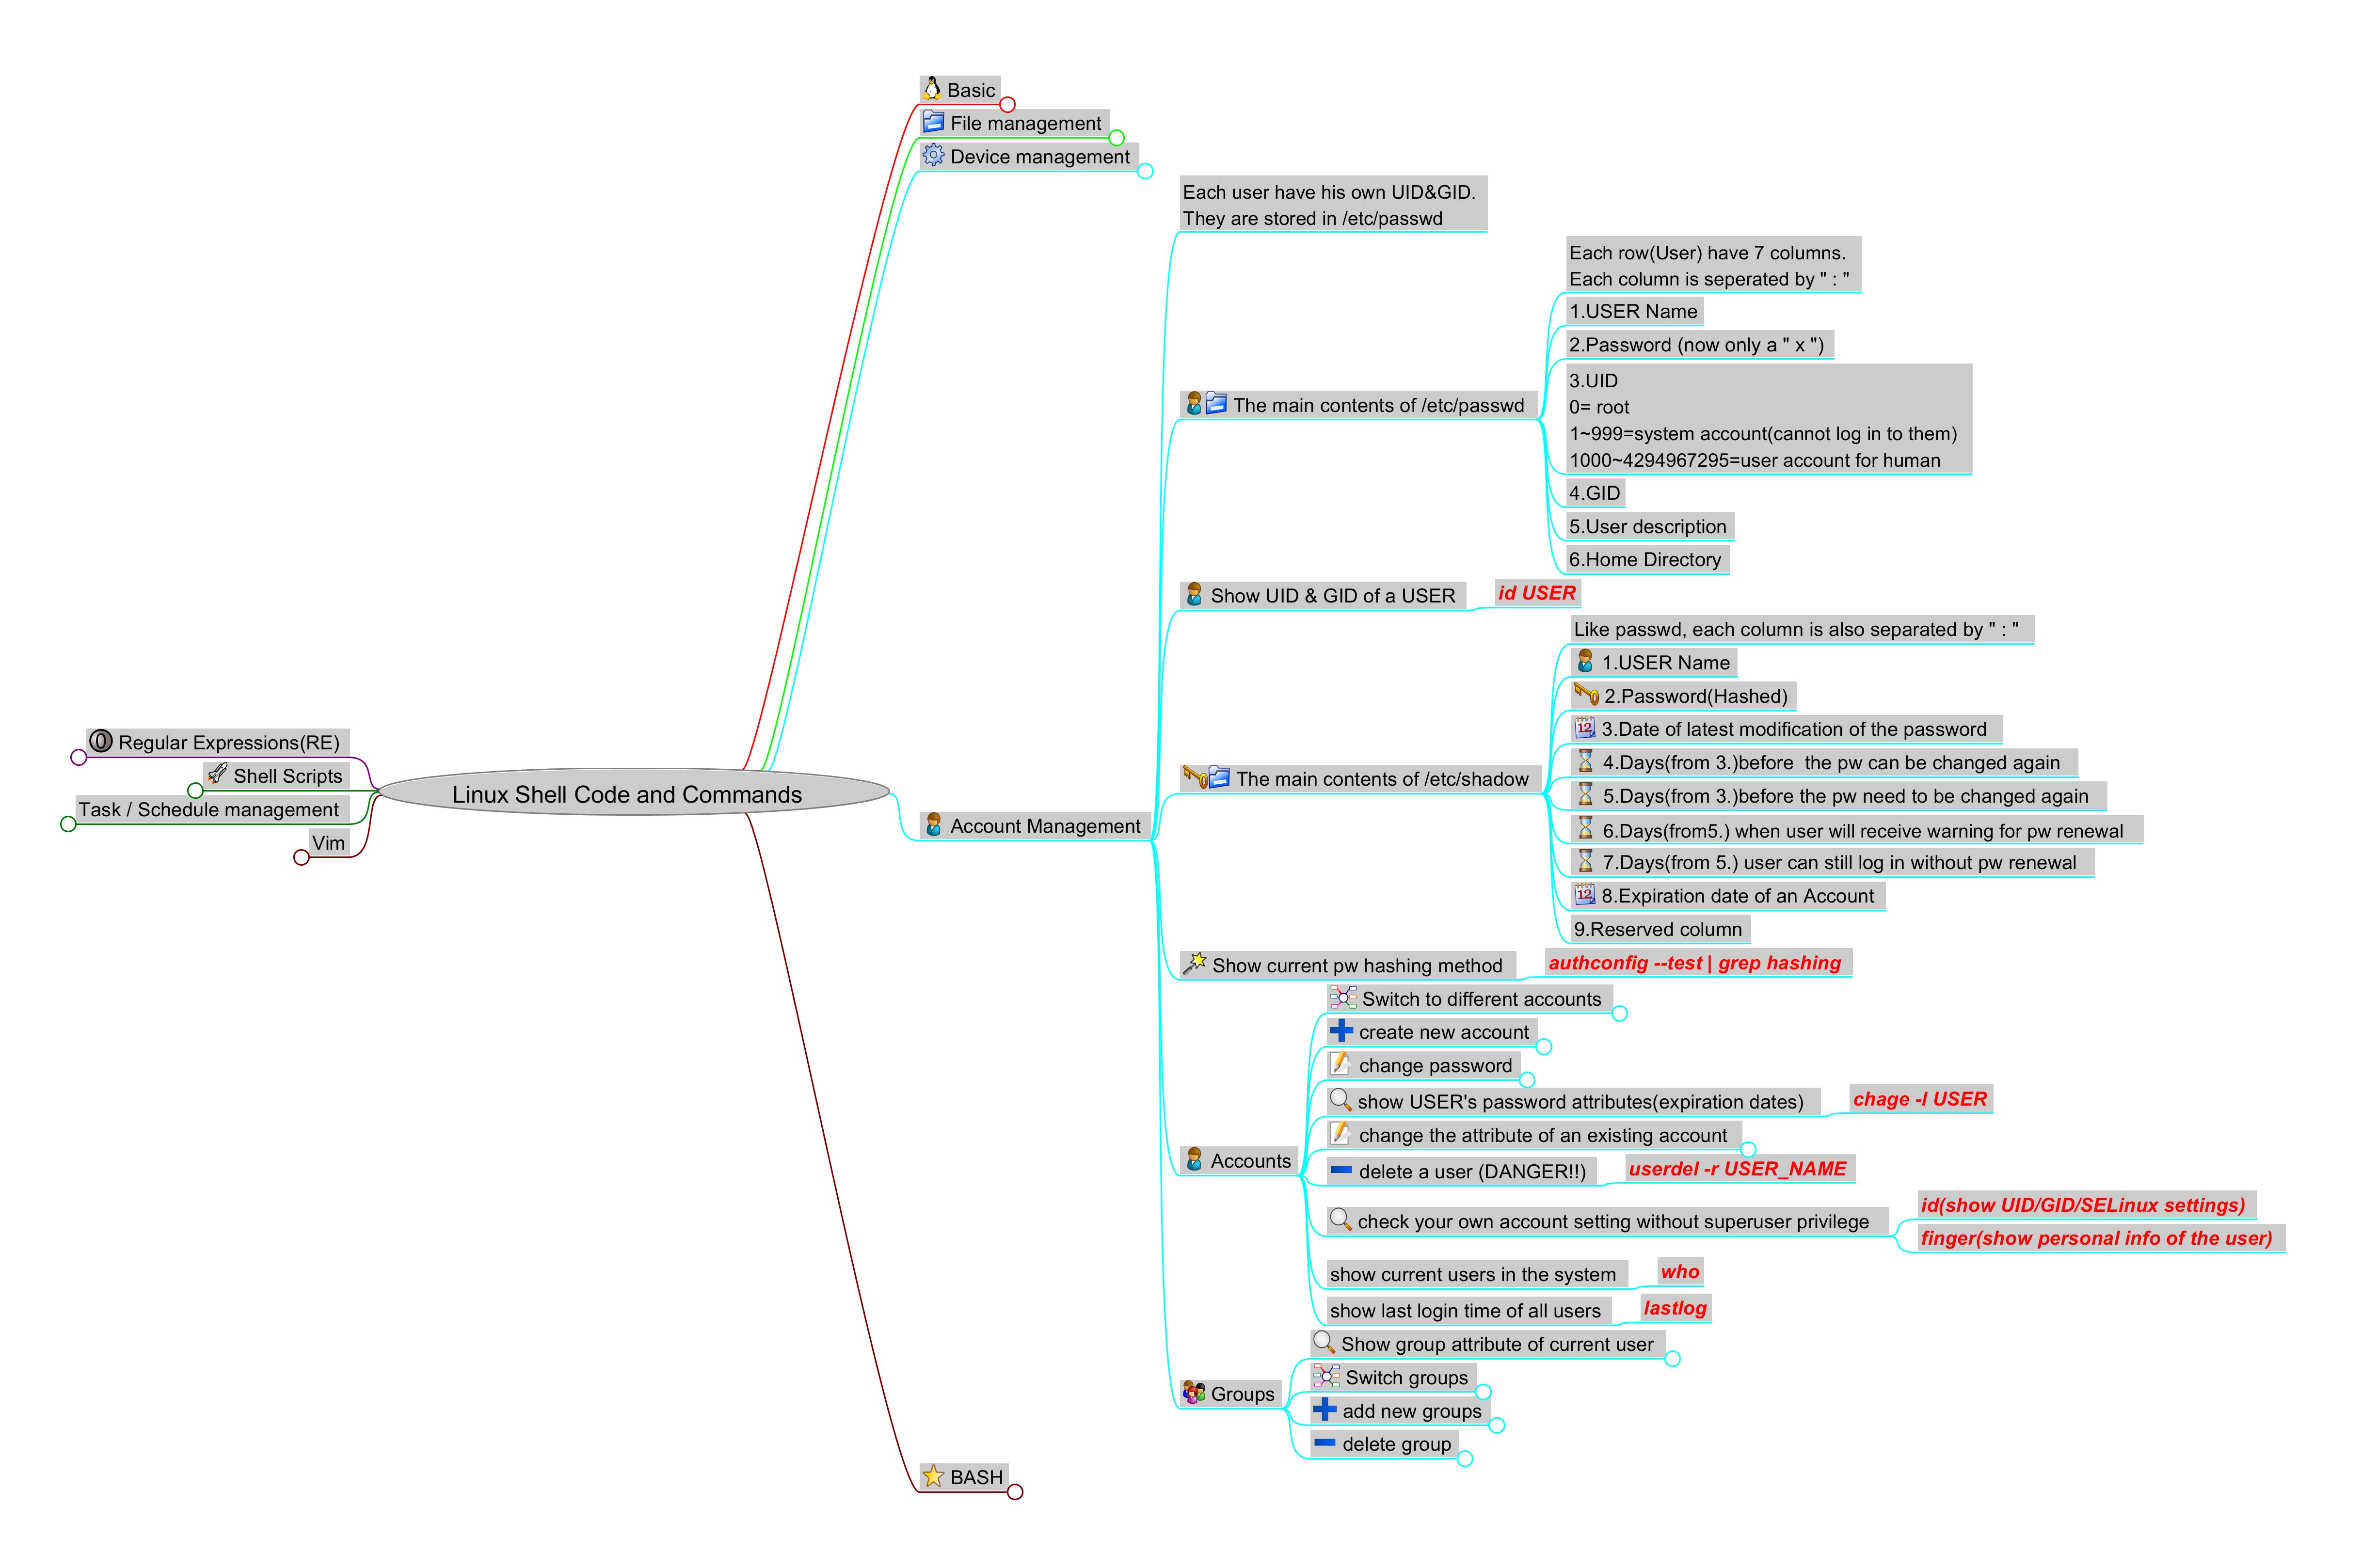 Linux Shell Code and Commands
Basic
File management
Device management
Account Management
Each user have his own UID&GID.
They are stored in /etc/passwd
The main contents of /etc/passwd
Each row(User) have 7 columns.
Each column is seperated by " : "
1.USER Name
2.Password (now only a " x ")
3.UID
0= root
1~999=system account(cannot log in to them)
1000~4294967295=user account for human
4.GID
5.User description
6.Home Directory
Show UID & GID of a USER
id USER
The main contents of /etc/shadow
Like passwd, each column is also separated by " : "
1.USER Name
2.Password(Hashed)
3.Date of latest modification of the password
4.Days(from 3.)before  the pw can be changed again
5.Days(from 3.)before the pw need to be changed again
6.Days(from5.) when user will receive warning for pw renewal
7.Days(from 5.) user can still log in without pw renewal
8.Expiration date of an Account
9.Reserved column
Show current pw hashing method
authconfig --test | grep hashing
Accounts
Switch to different accounts
create new account
change password
show USER's password attributes(expiration dates)
chage -l USER
change the attribute of an existing account
delete a user (DANGER!!)
userdel -r USER_NAME
check your own account setting without superuser privilege
id(show UID/GID/SELinux settings)
finger(show personal info of the user)
show current users in the system
who
show last login time of all users
lastlog
Groups
Show group attribute of current user
Switch groups
add new groups
delete group
BASH
Regular Expressions(RE)
Shell Scripts
Task / Schedule management
Vim